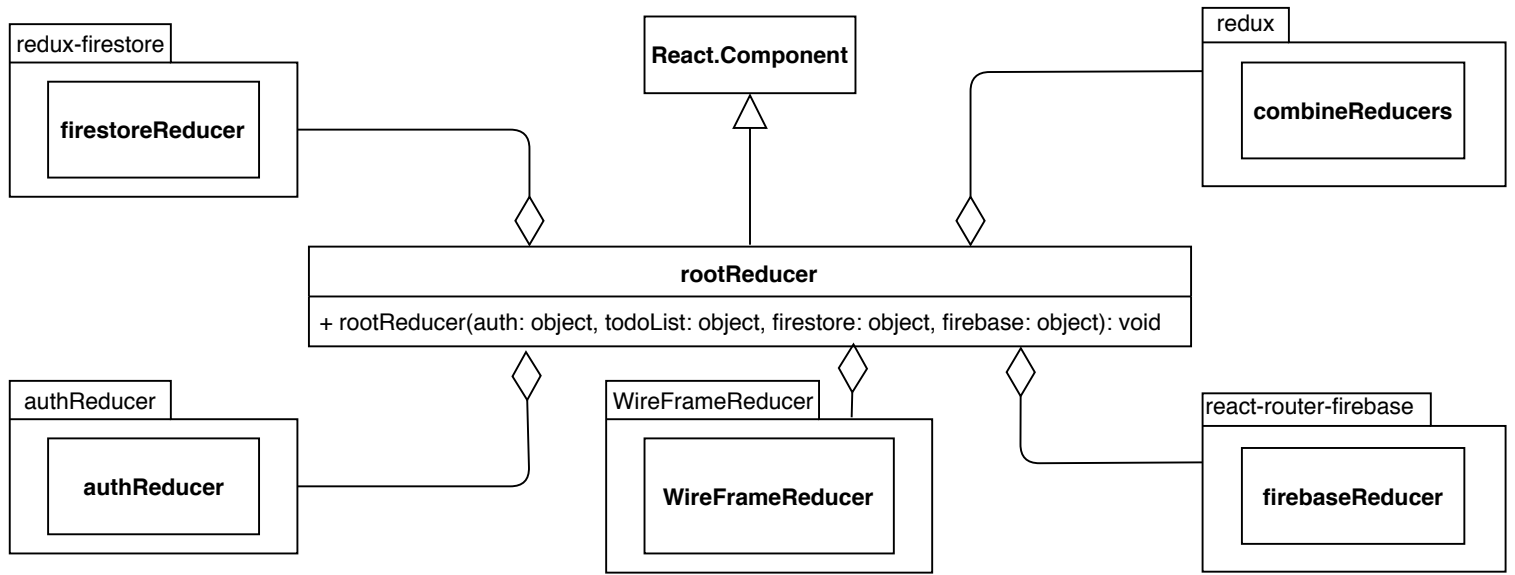 redux-firestore
firestoreReducer
React.Component
redux
combineReducers
rootReducer
+ rootReducer(auth: object, todoList: object, firestore: object, firebase: object): void
authReducer
authReducer
WireFrameReducer
WireFrameReducer
react-router-firebase
firebaseReducer